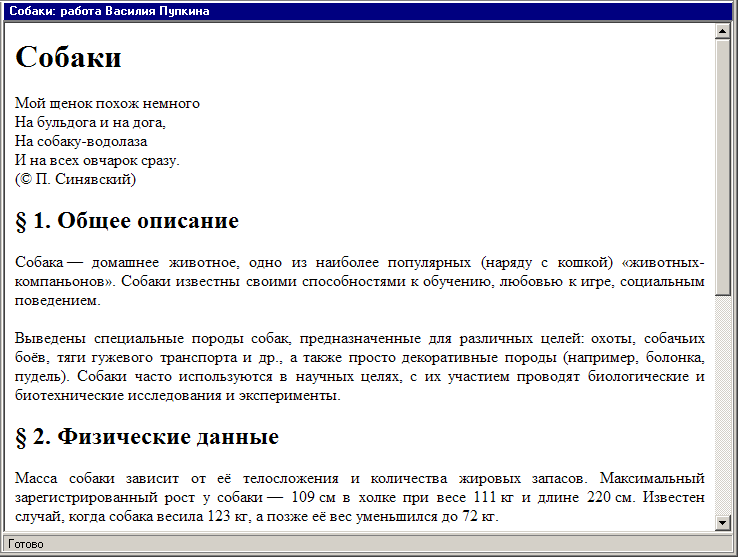 Собаки: работа Василия Пупкина
Собаки
Мой щенок похож немного
На бульдога и на дога,
На собаку-водолаза
И на всех овчарок сразу.
(© П. Синявский)
§ 1. Общее описание
Собака — домашнее животное, одно из наиболее популярных (наряду с кошкой) «животных-
компаньонов». Собаки известны своими способностями к обучению, любовью к игре, социальным
поведением.
Выведены специальные породы собак, предназначенные для различных целей: охоты, собачьих
боёв, тяги гужевого транспорта и др., а также просто декоративные породы (например, болонка,
пудель). Собаки часто используются в научных целях, с их участием проводят биологические и
биотехнические исследования и эксперименты.
§ 2. Физические данные
Масса собаки зависит от её телосложения и количества жировых запасов. Максимальный
зарегистрированный рост у собаки — 109 см в холке при весе 111 кг и длине 220 см. Известен
случай, когда собака весила 123 кг, а позже её вес уменьшился до 72 кг.
Готово